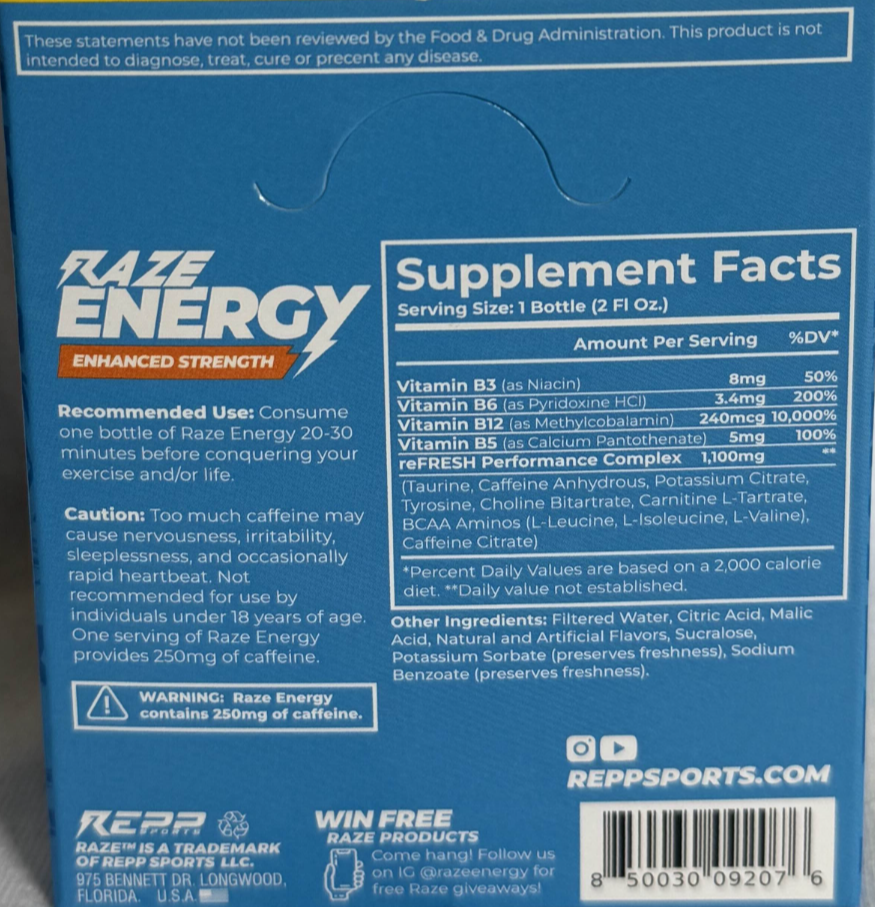 These statements have not been reviewed by the Food & Drug Administration. This product is not
intended to diagnose, treat, cure or precent any disease.
RAZE
ENERGY
ENHANCED STRENGTH
Recommended Use: Consume
one bottle of Raze Energy 20-30
minutes before conquering your
exercise and/or life.
Caution: Too much caffeine may
cause nervousness, irritability,
sleeplessness, and occasionally
rapid heartbeat. Not
recommended for use by
individuals under 18 years of age.
One serving of Raze Energy
provides 250mg of caffeine.
WARNING: Raze Energy
contains 250mg of caffeine.
Supplement Facts
Serving Size: 1 Bottle (2 Fl Oz.)
Amount Per Serving %DV*
Vitamin B3 (as Niacin) 8mg 50%
Vitamin B6 (as Pyridoxine HCl) 3.4mg 200%
Vitamin B12 (as Methylcobalamin) 240mcg 10,000%
Vitamin B5 (as Calcium Pantothenate) 5mg 100%
reFRESH Performance Complex 1,100mg **
(Taurine, Caffeine Anhydrous, Potassium Citrate,
Tyrosine, Choline Bitartrate, Carnitine L-Tartrate,
BCAA Aminos (L-Leucine, L-Isoleucine, L-Valine),
Caffeine Citrate)
*Percent Daily Values are based on a 2,000 calorie
diet. **Daily value not established.
Other Ingredients: Filtered Water, Citric Acid, Malic
Acid, Natural and Artificial Flavors, Sucralose,
Potassium Sorbate (preserves freshness), Sodium
Benzoate (preserves freshness).
REPPSPORTS.COM
REPP
SPORTS
RAZE™ IS A TRADEMARK
OF REPP SPORTS LLC.
975 BENNETT DR. LONGWOOD,
FLORIDA. U.S.A.
WIN FREE
RAZE PRODUCTS
Come hang! Follow us
on IG @razeenergy for
free Raze giveaways!
8 50030 09207 6